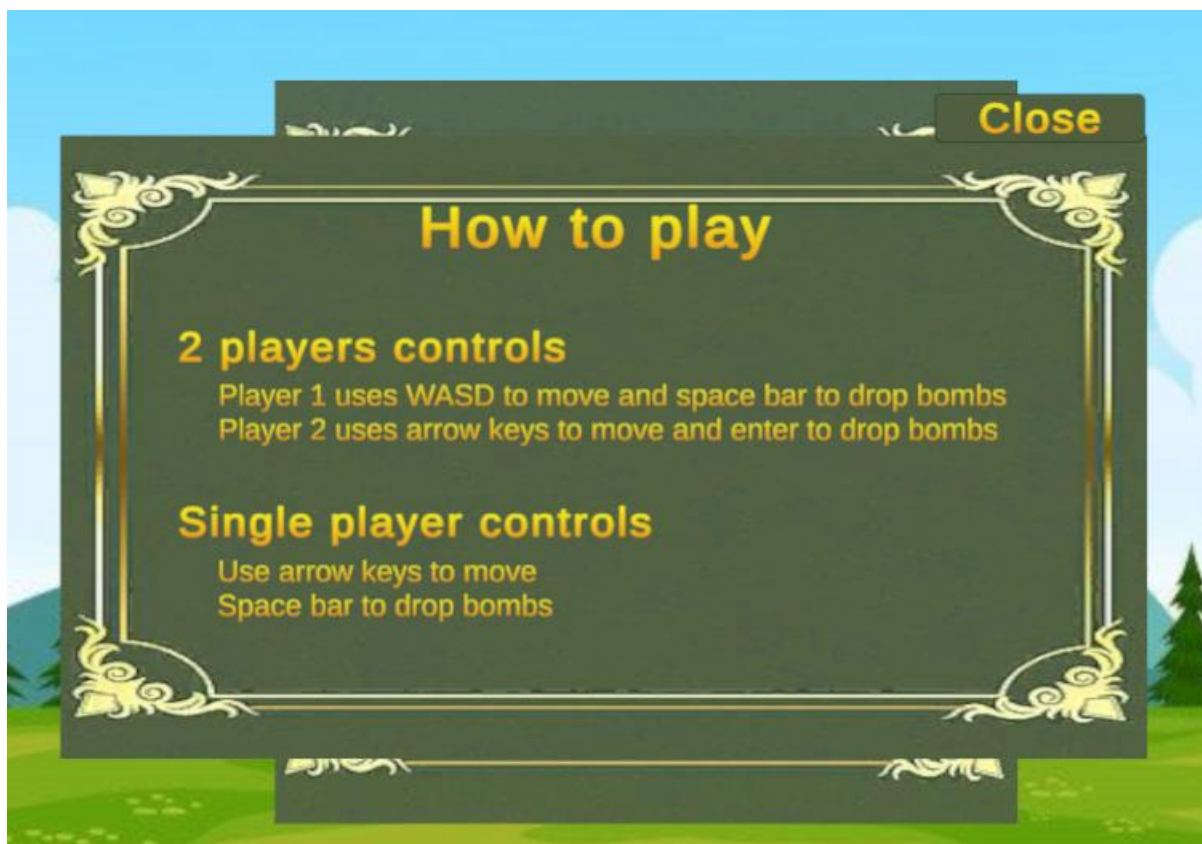 Close
How to play
2 players controls
Player 1 uses WASD to move and space bar to drop bombs
Player 2 uses arrow keys to move and enter to drop bombs
Single player controls
Use arrow keys to move
Space bar to drop bombs